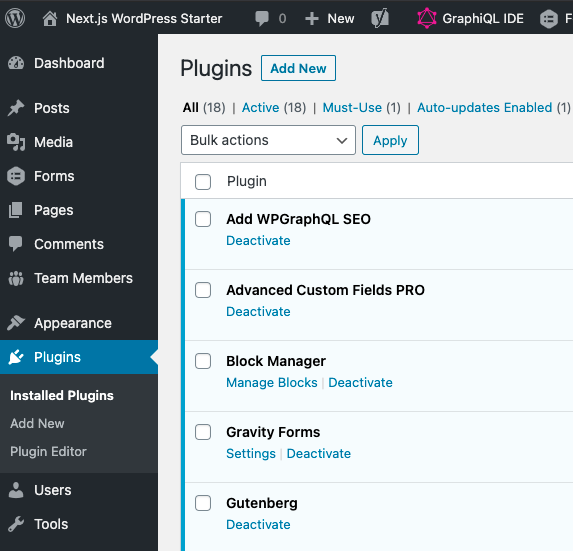 Next.js WordPress Starter 0 New GraphiQL IDE F
Dashboard
Posts
Media
Forms
Pages
Comments
Team Members
Appearance
Plugins
Installed Plugins
Add New
Plugin Editor
Users
Tools
Plugins Add New
All (18) | Active (18) | Must-Use (1) | Auto-updates Enabled (1)
Bulk actions Apply
Plugin
Add WPGraphQL SEO
Deactivate
Advanced Custom Fields PRO
Deactivate
Block Manager
Manage Blocks | Deactivate
Gravity Forms
Settings | Deactivate
Gutenberg
Deactivate